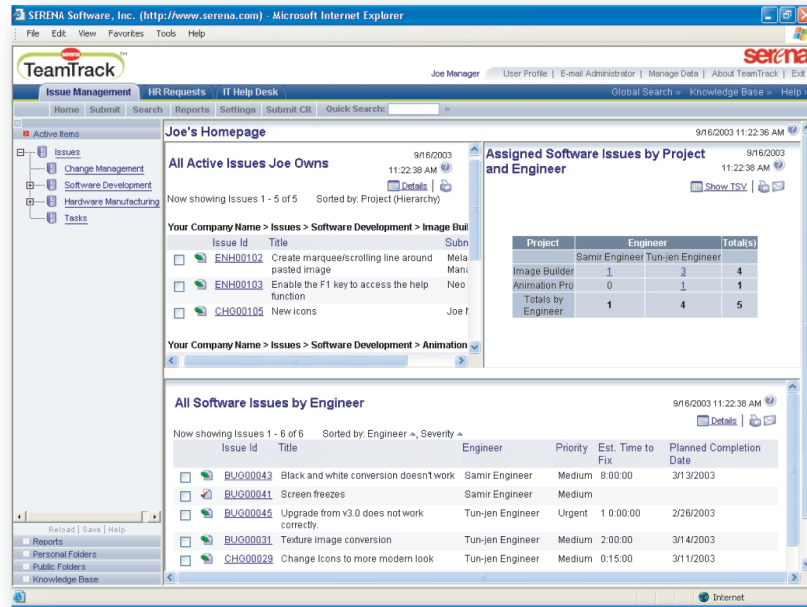 SERENA Software, Inc. (http://www.serena.com) - Microsoft Internet Explorer
File Edit View Favorites Tools Help
serena
TeamTrack™
serena
Joe Manager User Profile | E-mail Administrator | Manage Data | About TeamTrack | Exit
Issue Management HR Requests IT Help Desk Global Search » Knowledge Base » Help »
Home Submit Search Reports Settings Submit CR Quick Search: »
Active Items
Issues
Change Management
Software Development
Hardware Manufacturing
Tasks
Reload | Save | Help
Reports
Personal Folders
Public Folders
Knowledge Base
Joe's Homepage 9/16/2003 11:22:36 AM
All Active Issues Joe Owns 9/16/2003
11:22:38 AM
Details
Now showing Issues 1 - 5 of 5 Sorted by: Project (Hierarchy)
Your Company Name > Issues > Software Development > Image Buil
Issue Id Title Subn
ENH00102 Create marquee/scrolling line around Mela
pasted image Mana
ENH00103 Enable the F1 key to access the help Neo
function
CHG00105 New icons Joe
Your Company Name > Issues > Software Development > Animation
Assigned Software Issues by Project 9/16/2003
and Engineer 11:22:38 AM
Show TSV
Project Engineer Total(s)
Samir Engineer Tun-jen Engineer
Image Builder 1 3 4
Animation Pro 0 1 1
Totals by
Engineer 1 4 5
All Software Issues by Engineer 9/16/2003 11:22:38 AM
Details
Now showing Issues 1 - 6 of 6 Sorted by: Engineer, Severity
Issue Id Title Engineer Priority Est. Time to Planned Completion
Fix Date
BUG00043 Black and white conversion doesn't work Samir Engineer Medium 8:00:00 3/13/2003
BUG00041 Screen freezes Samir Engineer Medium
BUG00045 Upgrade from v3.0 does not work Tun-jen Engineer Urgent 1 0:00:00 2/26/2003
correctly.
BUG00031 Texture image conversion Tun-jen Engineer Medium 2:00:00 3/14/2003
CHG00029 Change Icons to more modern look Tun-jen Engineer Medium 0:15:00 3/11/2003
Internet